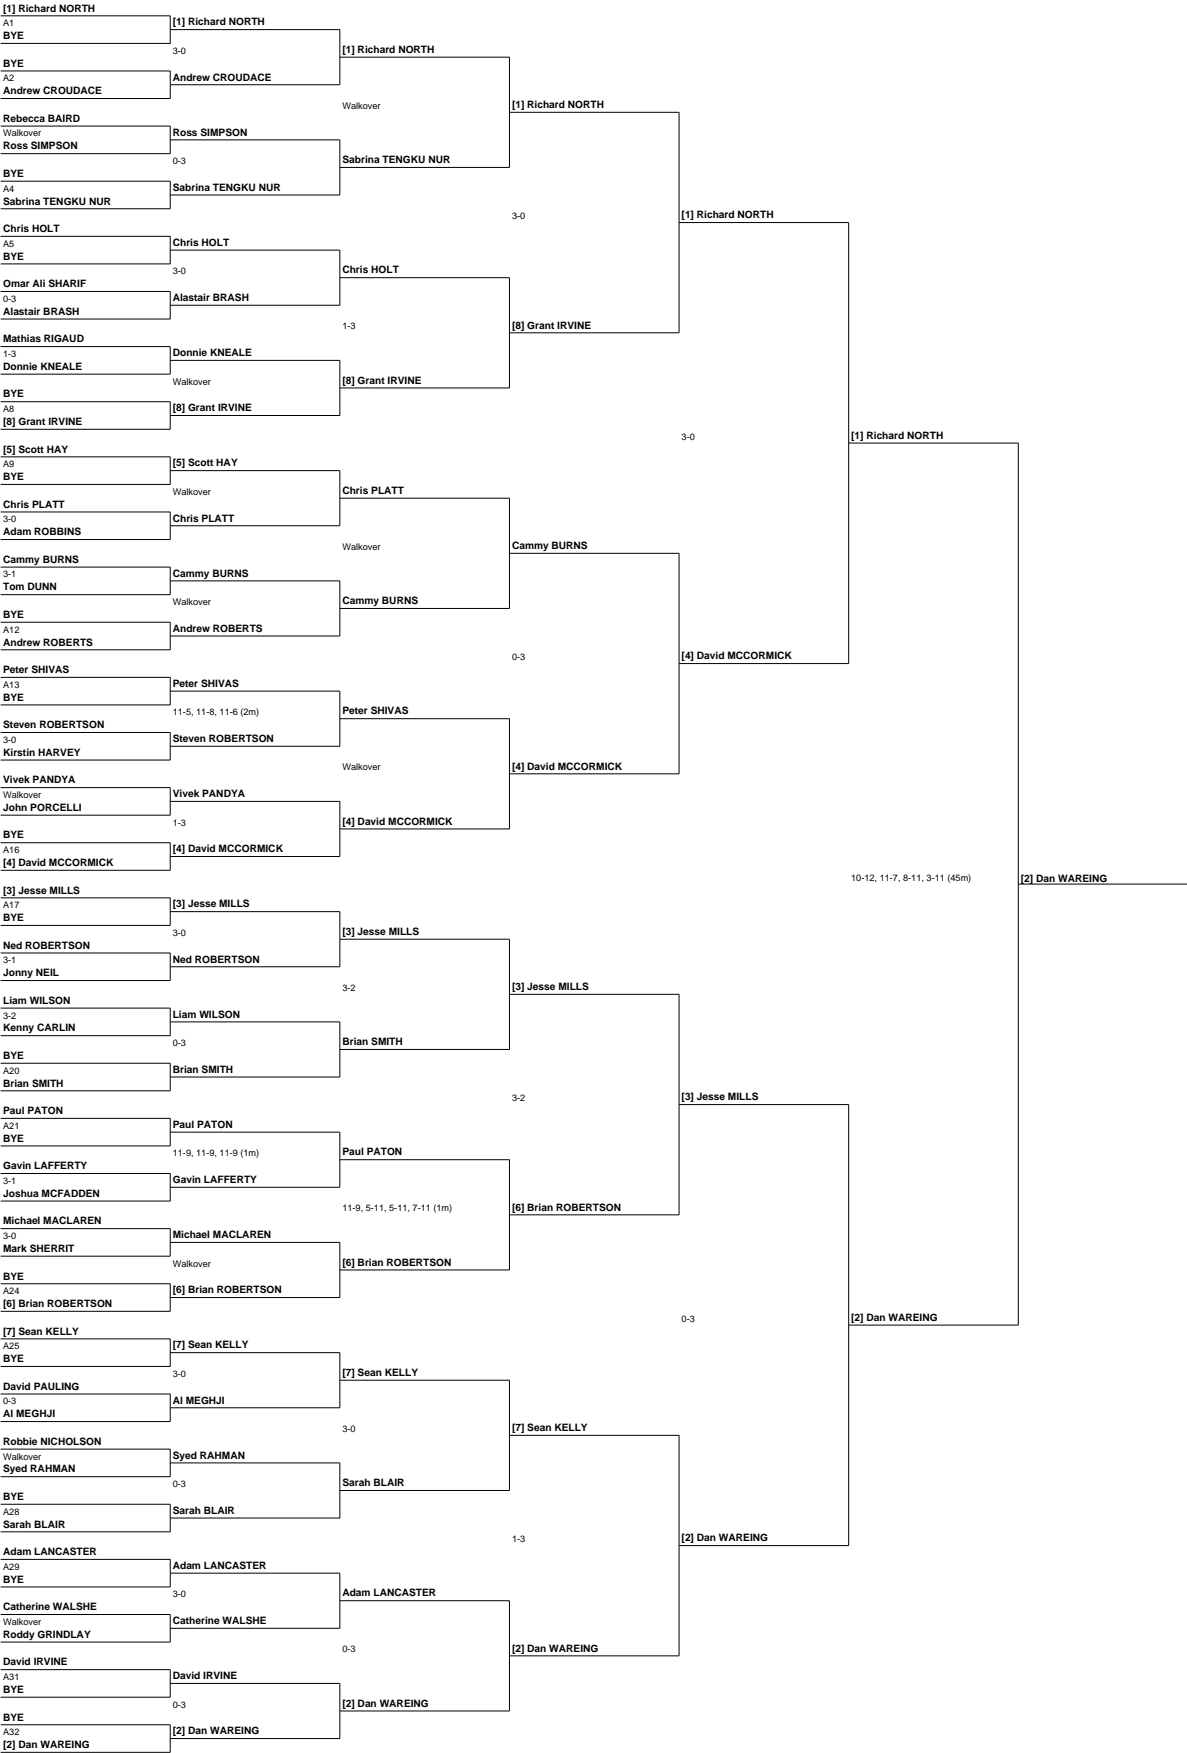 [1] Richard NORTH
A1
[1] Richard NORTH
BYE
3-0
[1] Richard NORTH
BYE
A2
Andrew CROUDACE
Andrew CROUDACE
Walkover
[1] Richard NORTH
Rebecca BAIRD
Walkover
Ross SIMPSON
Ross SIMPSON
0-3
Sabrina TENGKU NUR
BYE
A4
Sabrina TENGKU NUR
Sabrina TENGKU NUR
3-0
[1] Richard NORTH
Chris HOLT
A5
Chris HOLT
BYE
3-0
Chris HOLT
Omar Ali SHARIF
0-3
Alastair BRASH
Alastair BRASH
1-3
[8] Grant IRVINE
Mathias RIGAUD
1-3
Donnie KNEALE
Donnie KNEALE
Walkover
[8] Grant IRVINE
BYE
A8
[8] Grant IRVINE
[8] Grant IRVINE
3-0
[1] Richard NORTH
[5] Scott HAY
A9
[5] Scott HAY
BYE
Walkover
Chris PLATT
Chris PLATT
3-0
Chris PLATT
Adam ROBBINS
Walkover
Cammy BURNS
Cammy BURNS
3-1
Cammy BURNS
Tom DUNN
Walkover
Cammy BURNS
BYE
A12
Andrew ROBERTS
Andrew ROBERTS
0-3
[4] David MCCORMICK
Peter SHIVAS
A13
Peter SHIVAS
BYE
11-5, 11-8, 11-6 (2m)
Peter SHIVAS
Steven ROBERTSON
3-0
Steven ROBERTSON
Kirstin HARVEY
Walkover
[4] David MCCORMICK
Vivek PANDYA
Walkover
Vivek PANDYA
John PORCELLI
1-3
[4] David MCCORMICK
BYE
A16
[4] David MCCORMICK
[4] David MCCORMICK
10-12, 11-7, 8-11, 3-11 (45m)
[2] Dan WAREING
[3] Jesse MILLS
A17
[3] Jesse MILLS
BYE
3-0
[3] Jesse MILLS
Ned ROBERTSON
3-1
Ned ROBERTSON
Jonny NEIL
3-2
[3] Jesse MILLS
Liam WILSON
3-2
Liam WILSON
Kenny CARLIN
0-3
Brian SMITH
BYE
A20
Brian SMITH
Brian SMITH
3-2
[3] Jesse MILLS
Paul PATON
A21
Paul PATON
BYE
11-9, 11-9, 11-9 (1m)
Paul PATON
Gavin LAFFERTY
3-1
Gavin LAFFERTY
Joshua MCFADDEN
11-9, 5-11, 5-11, 7-11 (1m)
[6] Brian ROBERTSON
Michael MACLAREN
3-0
Michael MACLAREN
Mark SHERRIT
Walkover
[6] Brian ROBERTSON
BYE
A24
[6] Brian ROBERTSON
[6] Brian ROBERTSON
0-3
[2] Dan WAREING
[7] Sean KELLY
A25
[7] Sean KELLY
BYE
3-0
[7] Sean KELLY
David PAULING
0-3
Al MEGHJI
Al MEGHJI
3-0
[7] Sean KELLY
Robbie NICHOLSON
Walkover
Syed RAHMAN
Syed RAHMAN
0-3
Sarah BLAIR
BYE
A28
Sarah BLAIR
Sarah BLAIR
1-3
[2] Dan WAREING
Adam LANCASTER
A29
Adam LANCASTER
BYE
3-0
Adam LANCASTER
Catherine WALSHE
Walkover
Catherine WALSHE
Roddy GRINDLAY
0-3
[2] Dan WAREING
David IRVINE
A31
David IRVINE
BYE
0-3
[2] Dan WAREING
BYE
A32
[2] Dan WAREING
[2] Dan WAREING